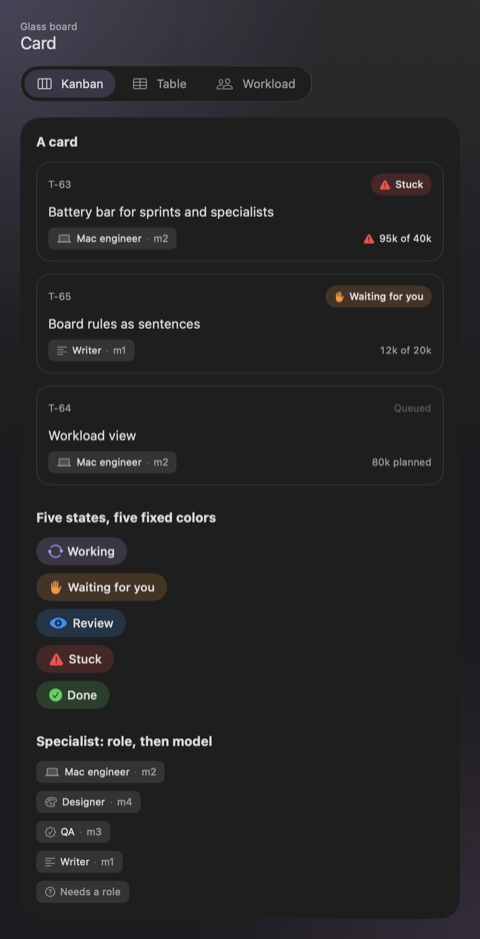 Glass board
Card
Kanban Table Workload
A card
T-63 Stuck
Battery bar for sprints and specialists
Mac engineer · m2 95k of 40k
T-65 Waiting for you
Board rules as sentences
Writer · m1 12k of 20k
T-64 Queued
Workload view
Mac engineer · m2 80k planned
Five states, five fixed colors
Working
Waiting for you
Review
Stuck
Done
Specialist: role, then model
Mac engineer · m2
Designer · m4
QA · m3
Writer · m1
Needs a role